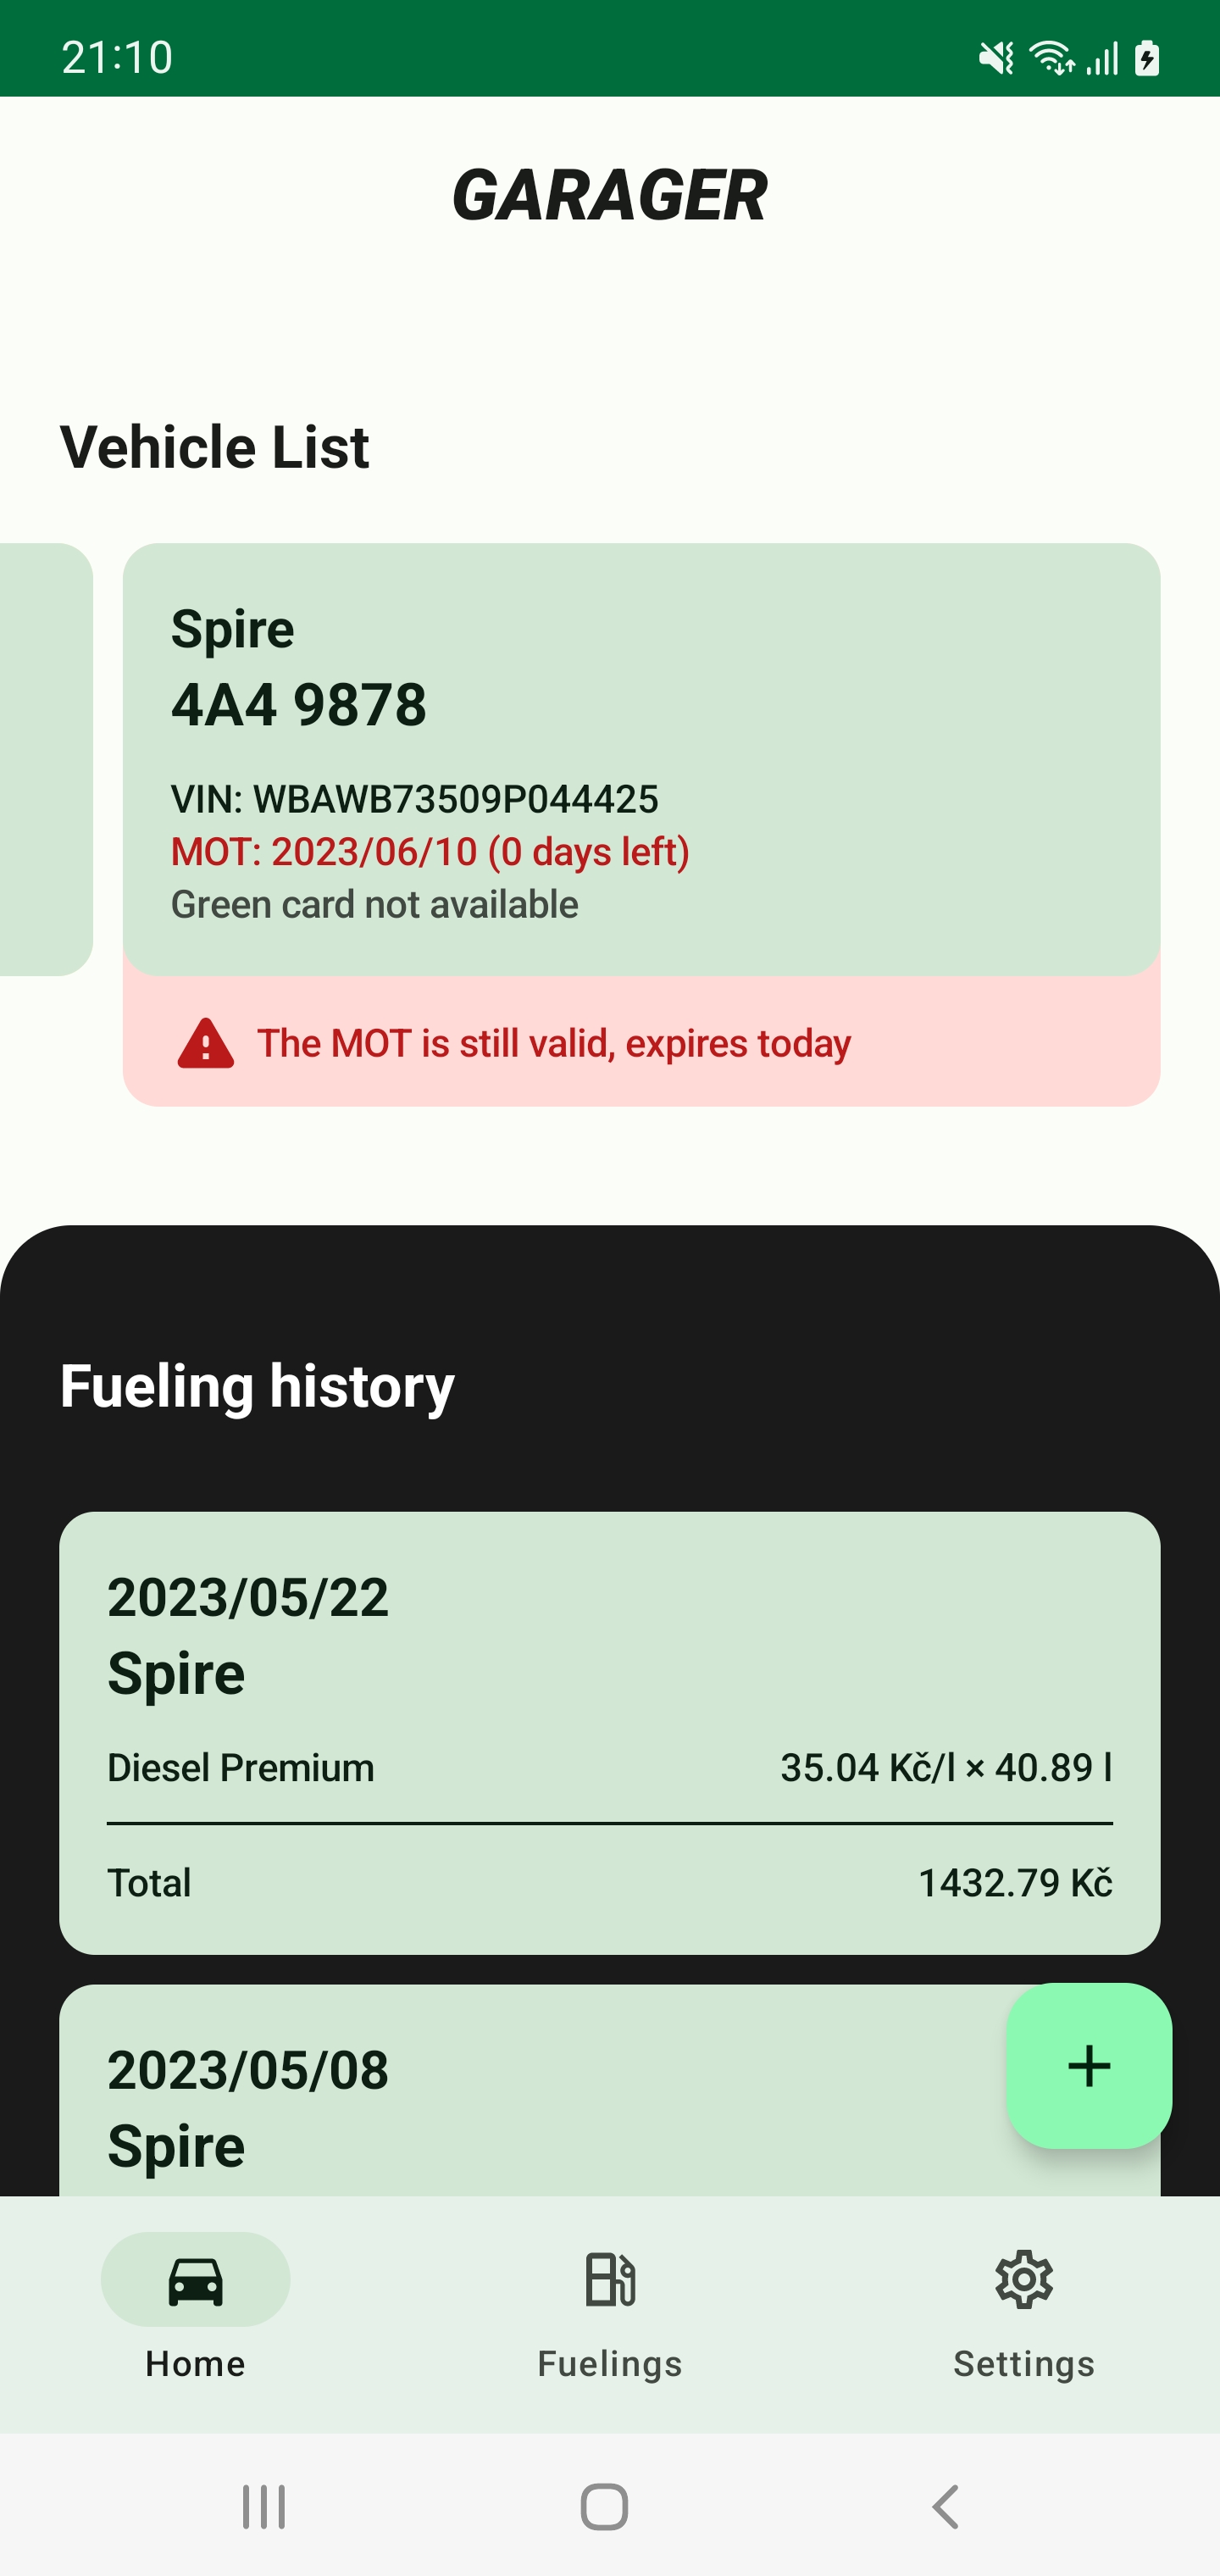 21:10
GARAGER
Vehicle List
Spire
4A4 9878
VIN: WBAWB73509P044425
MOT: 2023/06/10 (0 days left)
Green card not available
The MOT is still valid, expires today
Fueling history
2023/05/22
Spire
Diesel Premium 35.04 Kč/l × 40.89 l
Total 1432.79 Kč
2023/05/08
Spire
Home Fuelings Settings